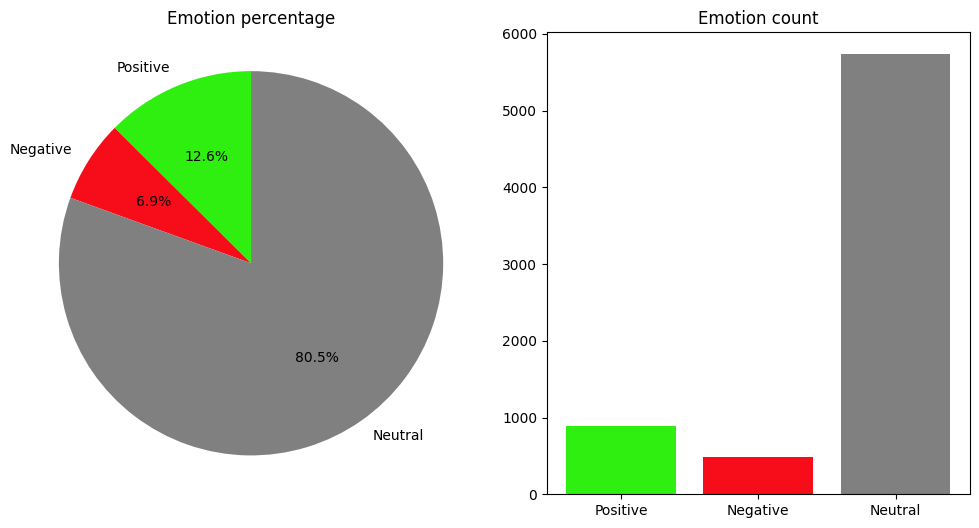 Emotion percentage
Positive
Negative
12.6%
6.9%
80.5%
Neutral
Emotion count
6000
5000
4000
3000
2000
1000
0
Positive Negative Neutral